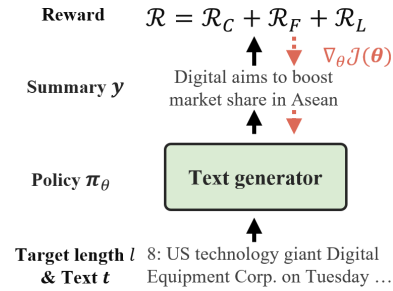 Reward R = R_C + R_F + R_L
∇_θ J(θ)
Summary y Digital aims to boost
market share in Asean
Policy π_θ Text generator
Target length l 8: US technology giant Digital
& Text t Equipment Corp. on Tuesday …